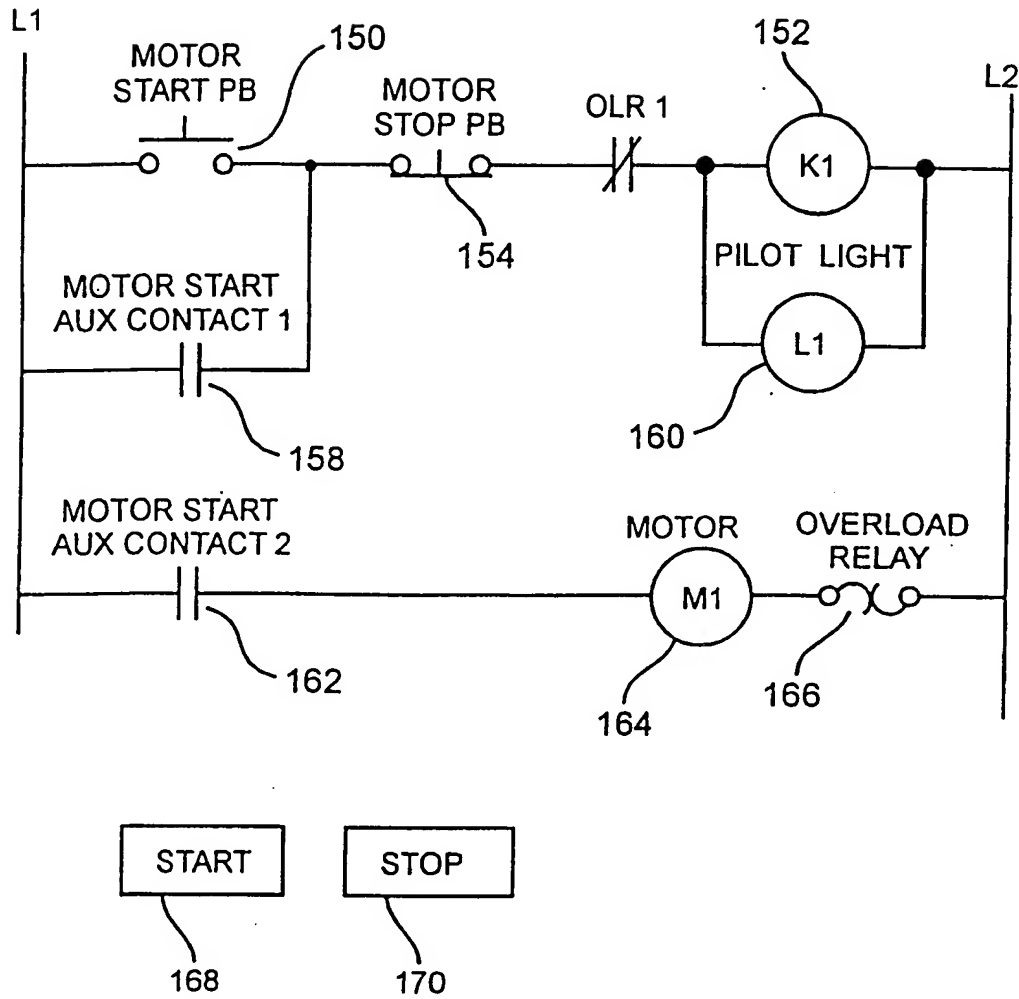 L1
150
152
MOTOR
START PB
MOTOR
STOP PB
OLR 1
L2
K1
154
PILOT LIGHT
MOTOR START
AUX CONTACT 1
L1
158
160
MOTOR START
AUX CONTACT 2
MOTOR
OVERLOAD
RELAY
M1
162
164
166
START
STOP
168
170